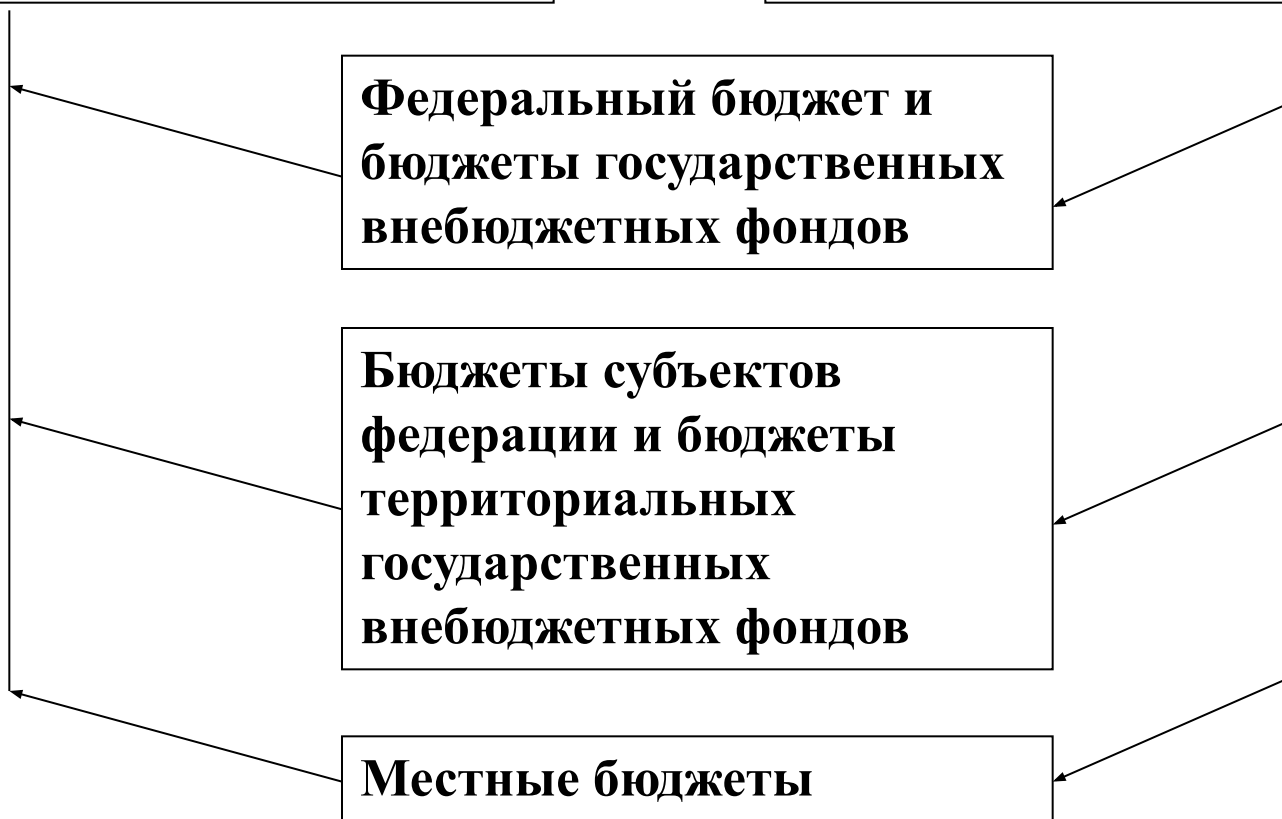 Федеральный бюджет и
бюджеты государственных
внебюджетных фондов
Бюджеты субъектов
федерации и бюджеты
территориальных
государственных
внебюджетных фондов
Местные бюджеты